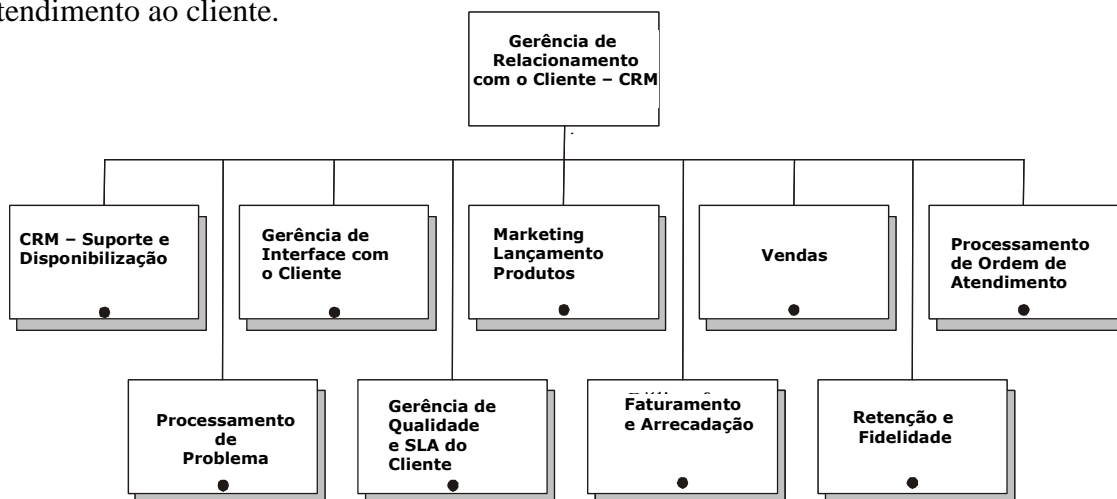 tendimento ao cliente.
Gerência de
Relacionamento
com o Cliente – CRM
CRM – Suporte e
Disponibilização
Gerência de
Interface com
o Cliente
Marketing
Lançamento
Produtos
Vendas
Processamento
de Ordem de
Atendimento
Processamento
de
Problema
Gerência de
Qualidade
e SLA do
Cliente
Faturamento
e Arrecadação
Retenção e
Fidelidade